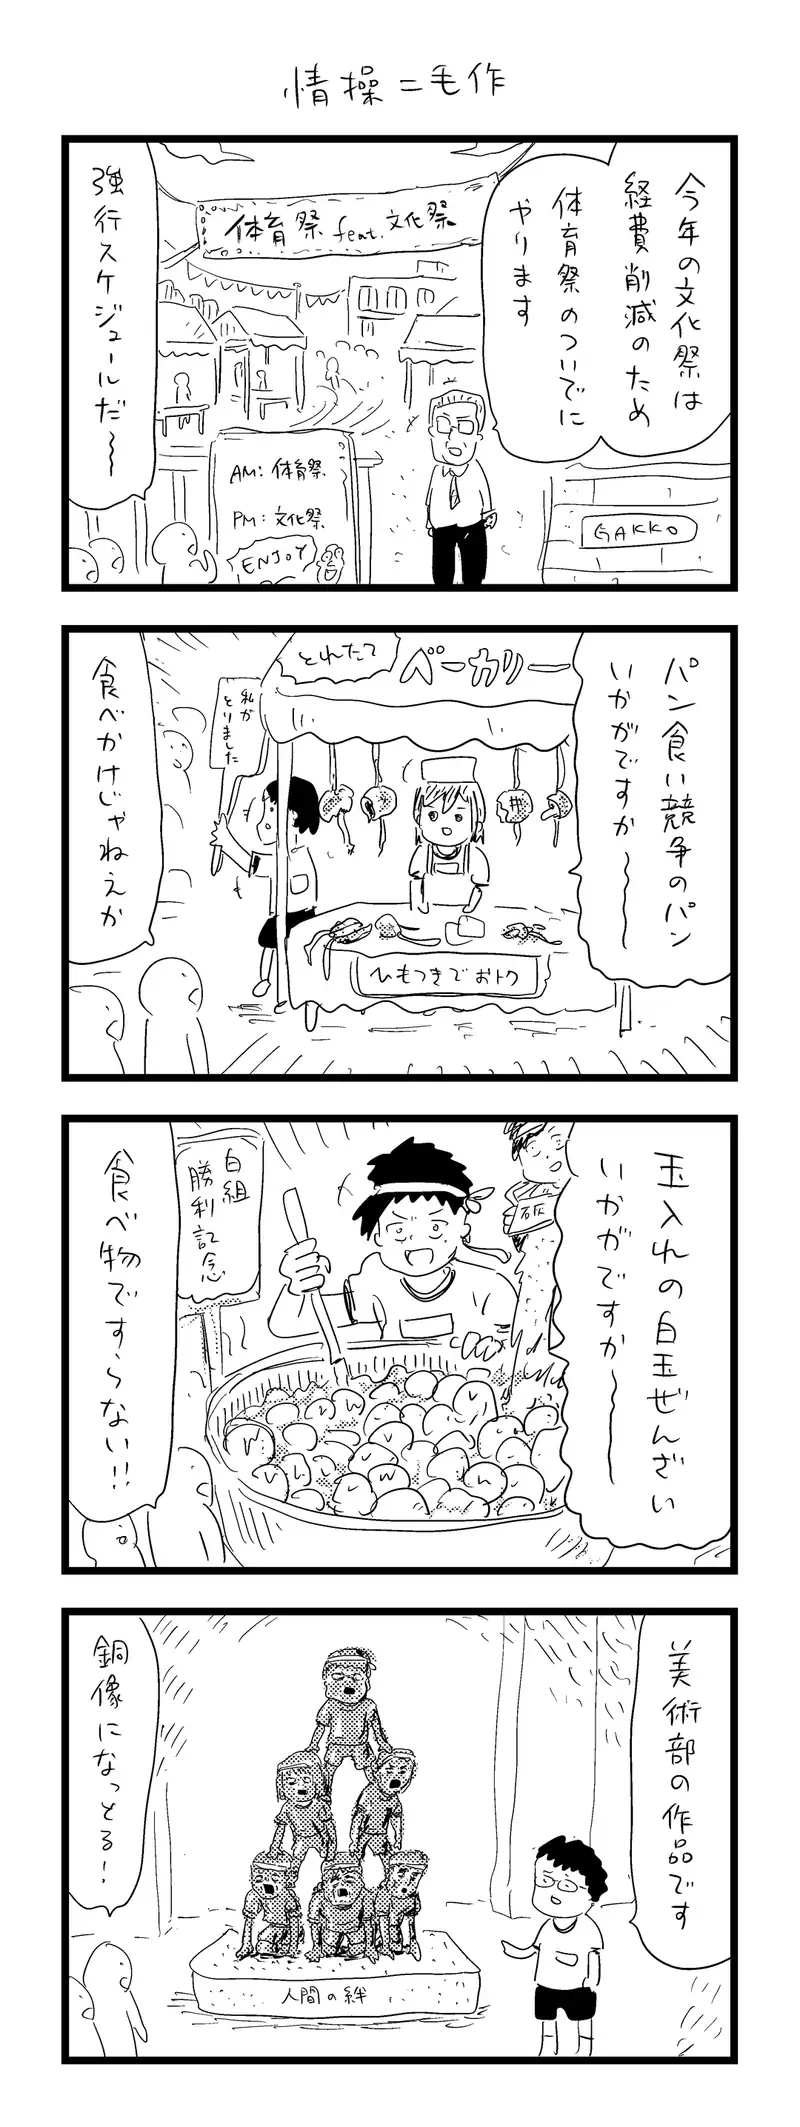 情操二毛作
今年の文化祭は
経費削減のため
体育祭のついでに
やります
体育祭 feat. 文化祭
AM: 体育祭
PM: 文化祭
ENJOY
GAKKO
強行スケジュールだ〜
パン食い競争のパン
いかがですか〜〜
とれたて
ベーカリー
私が
とりました
ひもつきでおトク
食べかけじゃねえか
玉入れの白玉ぜんざい
いかがですか〜〜
石灰
白組
勝利記念
食べ物ですらない!!
美術部の作品です
人間の絆
銅像になっとる!